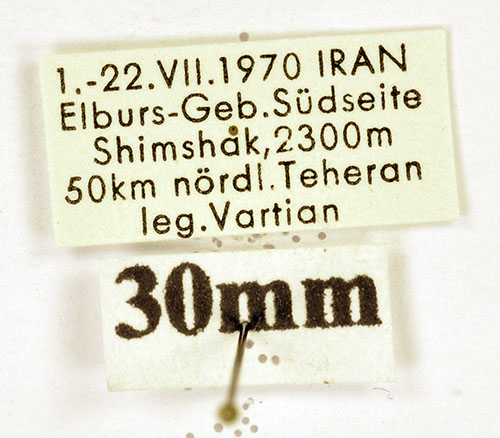 1.-22.VII.1970 IRAN
Elburs-Geb.Südseite
Shimshak,2300m
50km nördl.Teheran
leg.Vartian
30mm